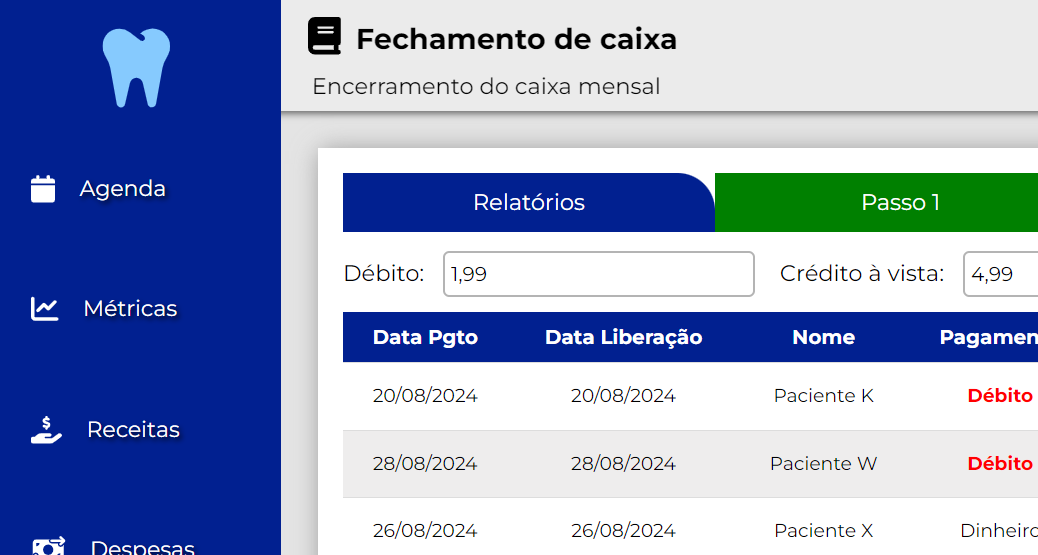 Fechamento de caixa
Encerramento do caixa mensal
Agenda
Métricas
Receitas
Despesas
Relatórios
Passo 1
Débito: 1,99 Crédito à vista: 4,99
Data Pgto Data Liberação Nome
20/08/2024 20/08/2024 Paciente K Débito
28/08/2024 28/08/2024 Paciente W Débito
26/08/2024 26/08/2024 Paciente X Dinheiro